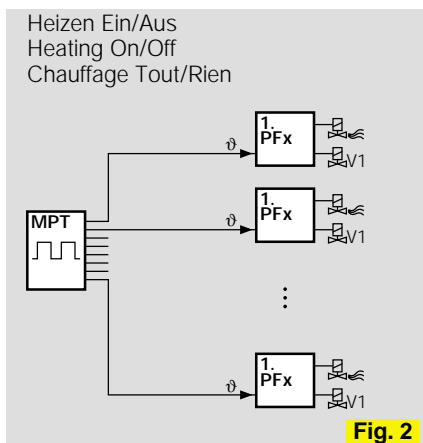 Heizen Ein/Aus
Heating On/Off
Chauffage Tout/Rien
1.
PFx
ϑ
V1
MPT
1.
PFx
ϑ
V1
1.
PFx
ϑ
V1
Fig. 2